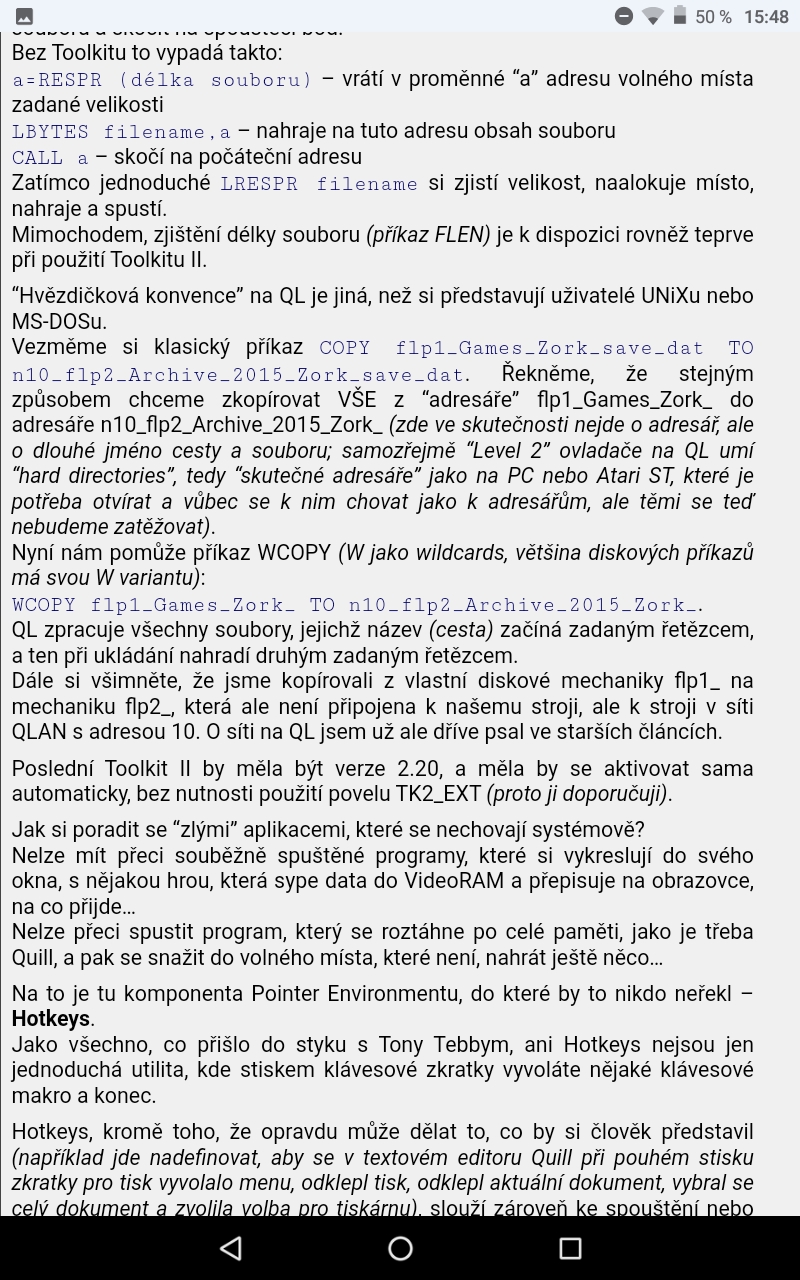 50 % 15:48
souboru a skočit na spouštěcí bod.
Bez Toolkitu to vypadá takto:
a=RESPR (délka souboru) – vrátí v proměnné “a” adresu volného místa
zadané velikosti
LBYTES filename,a – nahraje na tuto adresu obsah souboru
CALL a – skočí na počáteční adresu
Zatímco jednoduché LRESPR filename si zjistí velikost, naalokuje místo,
nahraje a spustí.
Mimochodem, zjištění délky souboru (příkaz FLEN) je k dispozici rovněž teprve
při použití Toolkitu II.
“Hvězdičková konvence” na QL je jiná, než si představují uživatelé UNiXu nebo
MS-DOSu.
Vezměme si klasický příkaz COPY flp1_Games_Zork_save_dat TO
n10_flp2_Archive_2015_Zork_save_dat. Řekněme, že stejným
způsobem chceme zkopírovat VŠE z “adresáře” flp1_Games_Zork_ do
adresáře n10_flp2_Archive_2015_Zork_ (zde ve skutečnosti nejde o adresář, ale
o dlouhé jméno cesty a souboru; samozřejmě “Level 2” ovladače na QL umí
“hard directories”, tedy “skutečné adresáře” jako na PC nebo Atari ST, které je
potřeba otvírat a vůbec se k nim chovat jako k adresářům, ale těmi se teď
nebudeme zatěžovat).
Nyní nám pomůže příkaz WCOPY (W jako wildcards, většina diskových příkazů
má svou W variantu):
WCOPY flp1_Games_Zork_ TO n10_flp2_Archive_2015_Zork_.
QL zpracuje všechny soubory, jejichž název (cesta) začíná zadaným řetězcem,
a ten při ukládání nahradí druhým zadaným řetězcem.
Dále si všimněte, že jsme kopírovali z vlastní diskové mechaniky flp1_ na
mechaniku flp2_, která ale není připojena k našemu stroji, ale k stroji v síti
QLAN s adresou 10. O síti na QL jsem už ale dříve psal ve starších článcích.
Poslední Toolkit II by měla být verze 2.20, a měla by se aktivovat sama
automaticky, bez nutnosti použití povelu TK2_EXT (proto ji doporučuji).
Jak si poradit se “zlými” aplikacemi, které se nechovají systémově?
Nelze mít přeci souběžně spuštěné programy, které si vykreslují do svého
okna, s nějakou hrou, která sype data do VideoRAM a přepisuje na obrazovce,
na co přijde…
Nelze přeci spustit program, který se roztáhne po celé paměti, jako je třeba
Quill, a pak se snažit do volného místa, které není, nahrát ještě něco…
Na to je tu komponenta Pointer Environmentu, do které by to nikdo neřekl –
Hotkeys.
Jako všechno, co přišlo do styku s Tony Tebbym, ani Hotkeys nejsou jen
jednoduchá utilita, kde stiskem klávesové zkratky vyvoláte nějaké klávesové
makro a konec.
Hotkeys, kromě toho, že opravdu může dělat to, co by si člověk představil
(například jde nadefinovat, aby se v textovém editoru Quill při pouhém stisku
zkratky pro tisk vyvolalo menu, odklepl tisk, odklepl aktuální dokument, vybral se
celý dokument a zvolila volba pro tiskárnu), slouží zároveň ke spouštění nebo